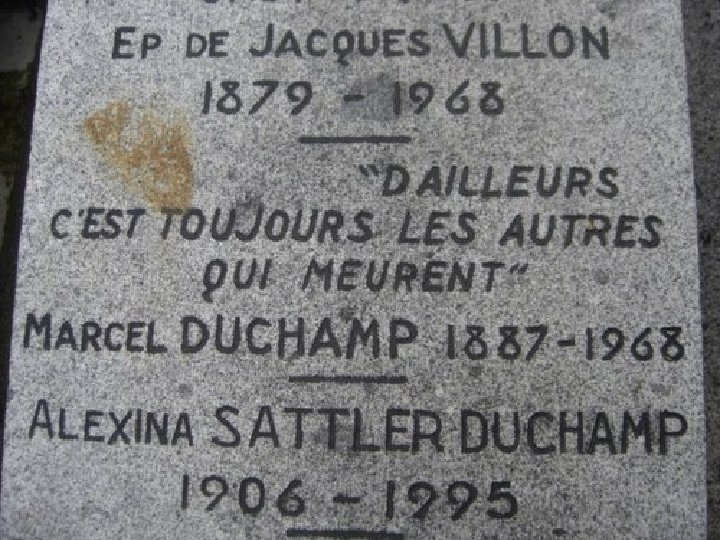 EP DE JACQUES VILLON
1879 - 1968
"DAILLEURS
C'EST TOUJOURS LES AUTRES
QUI MEURENT"
MARCEL DUCHAMP 1887-1968
ALEXINA SATTLER DUCHAMP
1906 - 1995